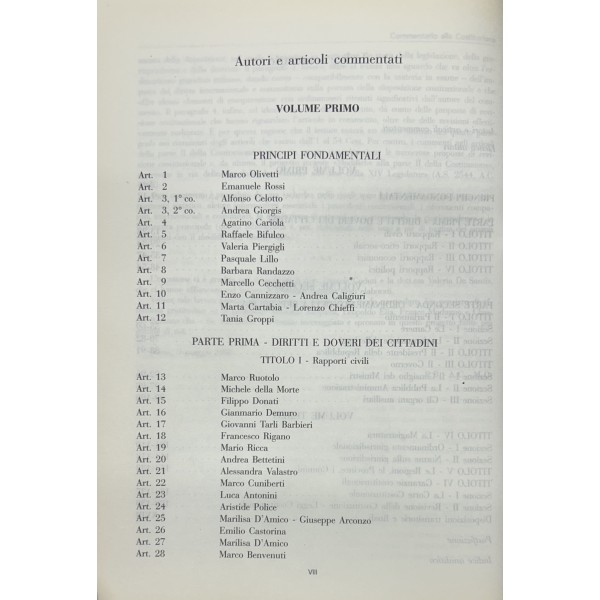 Autori e articoli commentati
VOLUME PRIMO
PRINCIPI FONDAMENTALI
Art. 1 Marco Olivetti
Art. 2 Emanuele Rossi
Art. 3, 1° co. Alfonso Celotto
Art. 3, 2° co. Andrea Giorgis
Art. 4 Agatino Cariola
Art. 5 Raffaele Bifulco
Art. 6 Valeria Piergigli
Art. 7 Pasquale Lillo
Art. 8 Barbara Randazzo
Art. 9 Marcello Cecchetti
Art. 10 Enzo Cannizzaro - Andrea Caligiuri
Art. 11 Marta Cartabia - Lorenzo Chieffi
Art. 12 Tania Groppi
PARTE PRIMA - DIRITTI E DOVERI DEI CITTADINI
TITOLO I - Rapporti civili
Art. 13 Marco Ruotolo
Art. 14 Michele della Morte
Art. 15 Filippo Donati
Art. 16 Gianmario Demuro
Art. 17 Giovanni Tarli Barbieri
Art. 18 Francesco Rigano
Art. 19 Mario Ricca
Art. 20 Andrea Bettetini
Art. 21 Alessandra Valastro
Art. 22 Marco Cuniberti
Art. 23 Luca Antonini
Art. 24 Aristide Police
Art. 25 Marilisa D'Amico - Giuseppe Arconzo
Art. 26 Emilio Castorina
Art. 27 Marilisa D'Amico
Art. 28 Marco Benvenuti
VIII